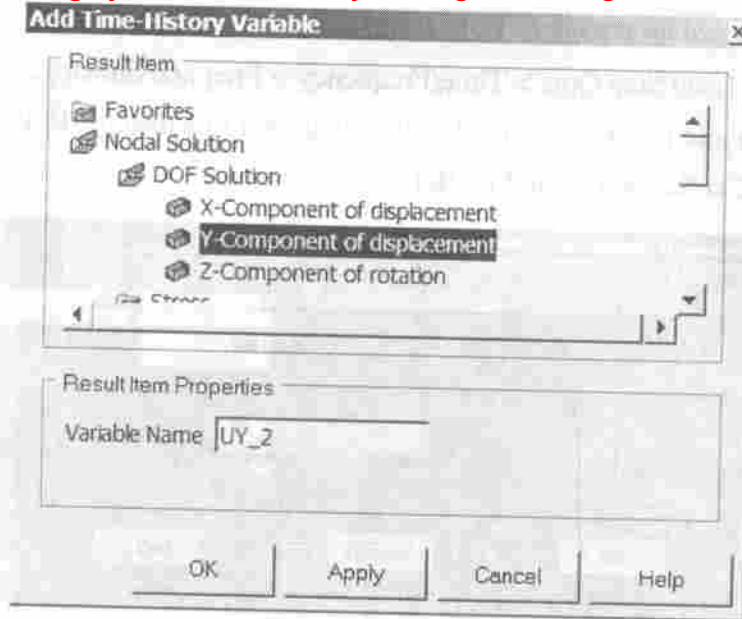 Add Time-History Variable
Result Item
Favorites
Nodal Solution
DOF Solution
X-Component of displacement
Y-Component of displacement
Z-Component of rotation
Result Item Properties
Variable Name UY_2
OK Apply Cancel Help